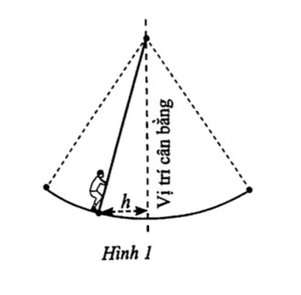 Vị trí cân bằng
h
Hình 1